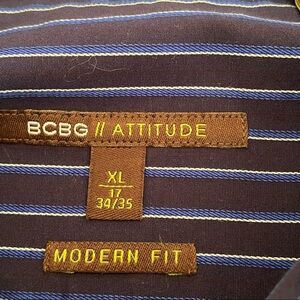 BCBG // ATTITUDE
XL
17
34/35
MODERN FIT